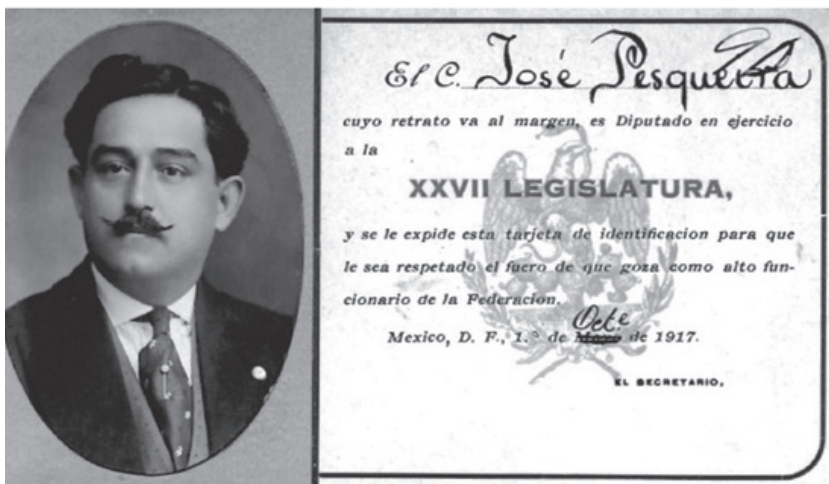 El C. José Pesqueira
cuyo retrato va al margen, es Diputado en ejercicio
a la
XXVII LEGISLATURA,
y se le expide esta tarjeta de identificacion para que
le sea respetado el fuero de que goza como alto fun-
cionario de la Federacion.
Octe
Mexico, D. F., 1.º de Mayo de 1917.
EL SECRETARIO,